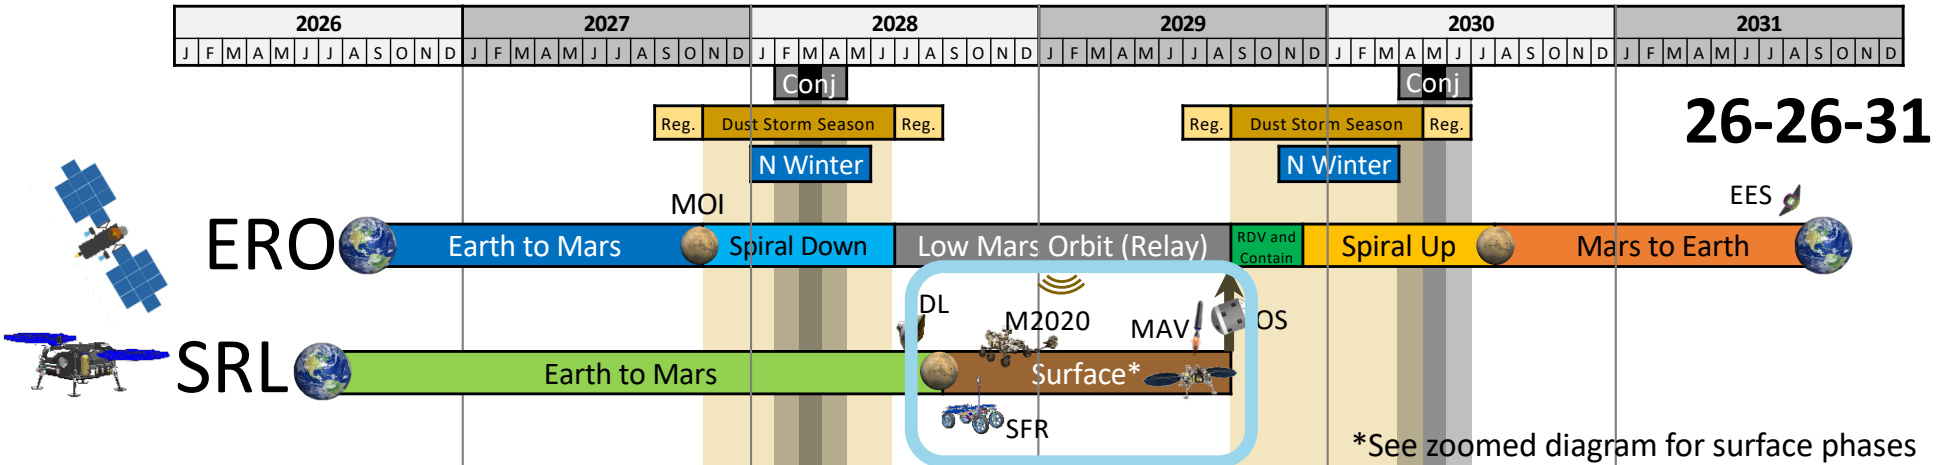 2026 2027 2028 2029 2030 2031
J F M A M J J A S O N D J F M A M J J A S O N D J F M A M J J A S O N D J F M A M J J A S O N D J F M A M J J A S O N D J F M A M J J A S O N D
Conj Conj
Reg. Dust Storm Season Reg. Reg. Dust Storm Season Reg.
26-26-31
N Winter N Winter
MOI EES
ERO Earth to Mars Spiral Down Low Mars Orbit (Relay) RDV and
Contain
Spiral Up Mars to Earth
DL M2020 MAV OS
SRL Earth to Mars Surface*
SFR
*See zoomed diagram for surface phases